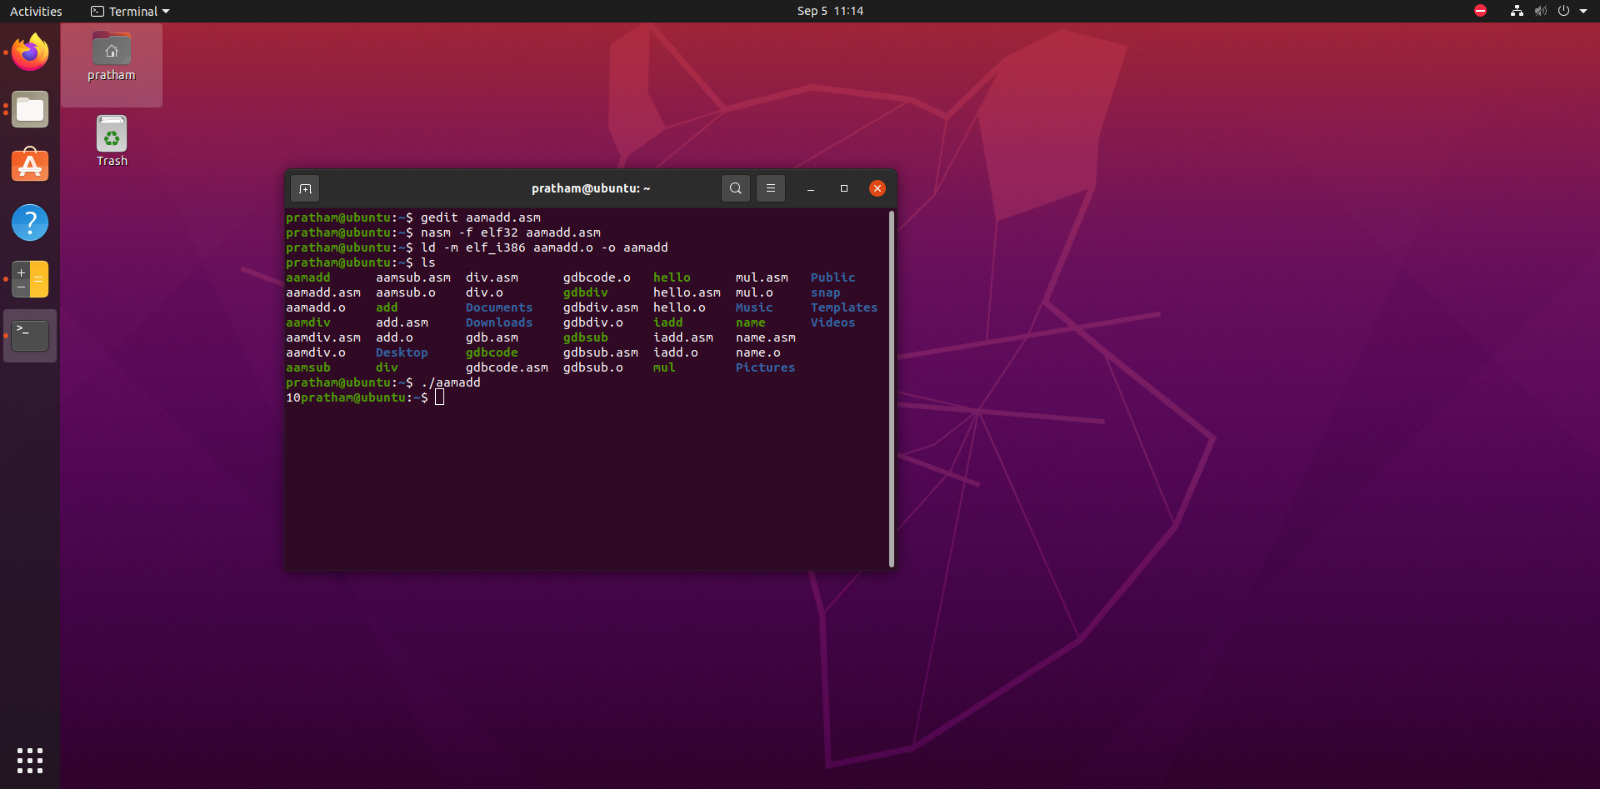 Activities Terminal Sep 5 11:14
pratham
Trash
pratham@ubuntu: ~
pratham@ubuntu:~$ gedit aamadd.asm
pratham@ubuntu:~$ nasm -f elf32 aamadd.asm
pratham@ubuntu:~$ ld -m elf_i386 aamadd.o -o aamadd
pratham@ubuntu:~$ ls
aamadd aamsub.asm div.asm gdbcode.o hello mul.asm Public
aamadd.asm aamsub.o div.o gdbdiv hello.asm mul.o snap
aamadd.o add Documents gdbdiv.asm hello.o Music Templates
aamdiv add.asm Downloads gdbdiv.o iadd name Videos
aamdiv.asm add.o gdb.asm gdbsub iadd.asm name.asm
aamdiv.o Desktop gdbcode gdbsub.asm iadd.o name.o
aamsub div gdbcode.asm gdbsub.o mul Pictures
pratham@ubuntu:~$ ./aamadd
10pratham@ubuntu:~$